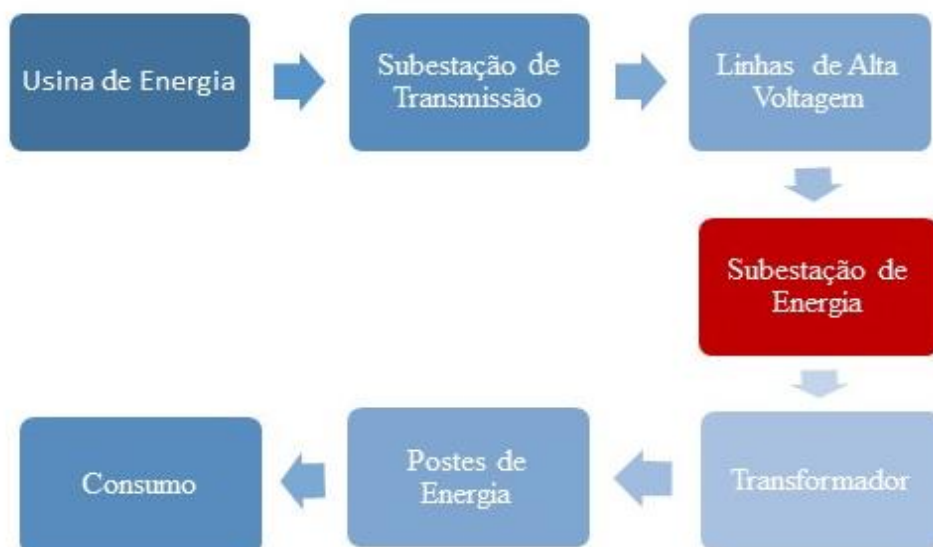 Usina de Energia
Subestação de
Transmissão
Linhas de Alta
Voltagem
Subestação de
Energia
Transformador
Postes de
Energia
Consumo